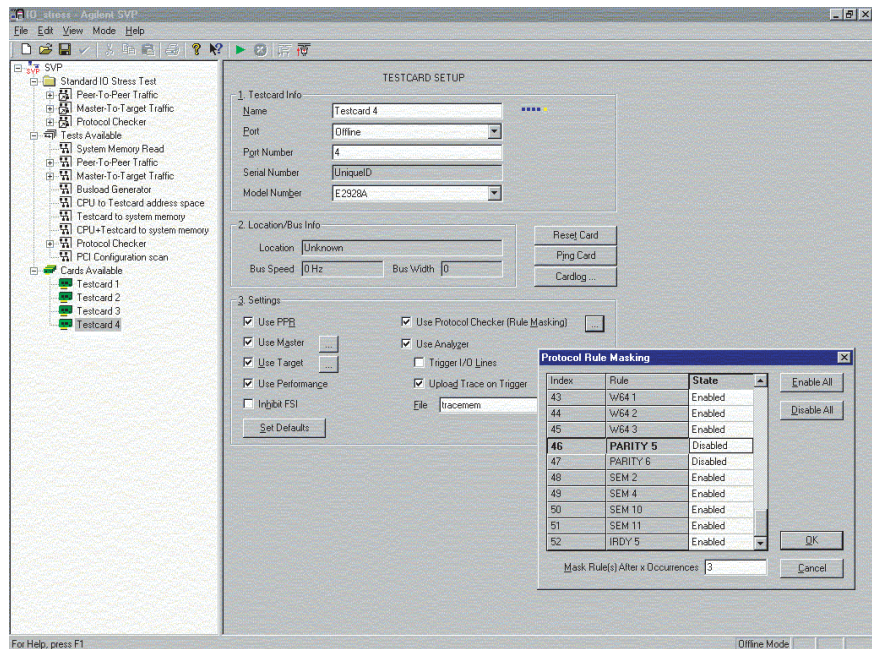 IO_stress - Agilent SVP
File Edit View Mode Help
SVP
Standard IO Stress Test
Peer-To-Peer Traffic
Master-To-Target Traffic
Protocol Checker
Tests Available
System Memory Read
Peer-To-Peer Traffic
Master-To-Target Traffic
Busload Generator
CPU to Testcard address space
Testcard to system memory
CPU+Testcard to system memory
Protocol Checker
PCI Configuration scan
Cards Available
Testcard 1
Testcard 2
Testcard 3
Testcard 4
TESTCARD SETUP
1. Testcard Info
Name Testcard 4
Port Offline
Port Number 4
Serial Number UniqueID
Model Number E2928A
2. Location/Bus Info
Location Unknown
Bus Speed 0 Hz Bus Width 0
Reset Card
Ping Card
Cardlog ...
3. Settings
Use PPR
Use Master ...
Use Target ...
Use Performance
Inhibit FSI
Set Defaults
Use Protocol Checker (Rule Masking) ...
Use Analyzer
Trigger I/O Lines
Upload Trace on Trigger
File tracemem
Protocol Rule Masking
Index Rule State
43 W64 1 Enabled
44 W64 2 Enabled
45 W64 3 Enabled
46 PARITY 5 Disabled
47 PARITY 6 Disabled
48 SEM 2 Enabled
49 SEM 4 Enabled
50 SEM 10 Enabled
51 SEM 11 Enabled
52 IRDY 5 Enabled
Enable All
Disable All
OK
Mask Rule(s) After x Occurrences 3
Cancel
For Help, press F1
Offline Mode